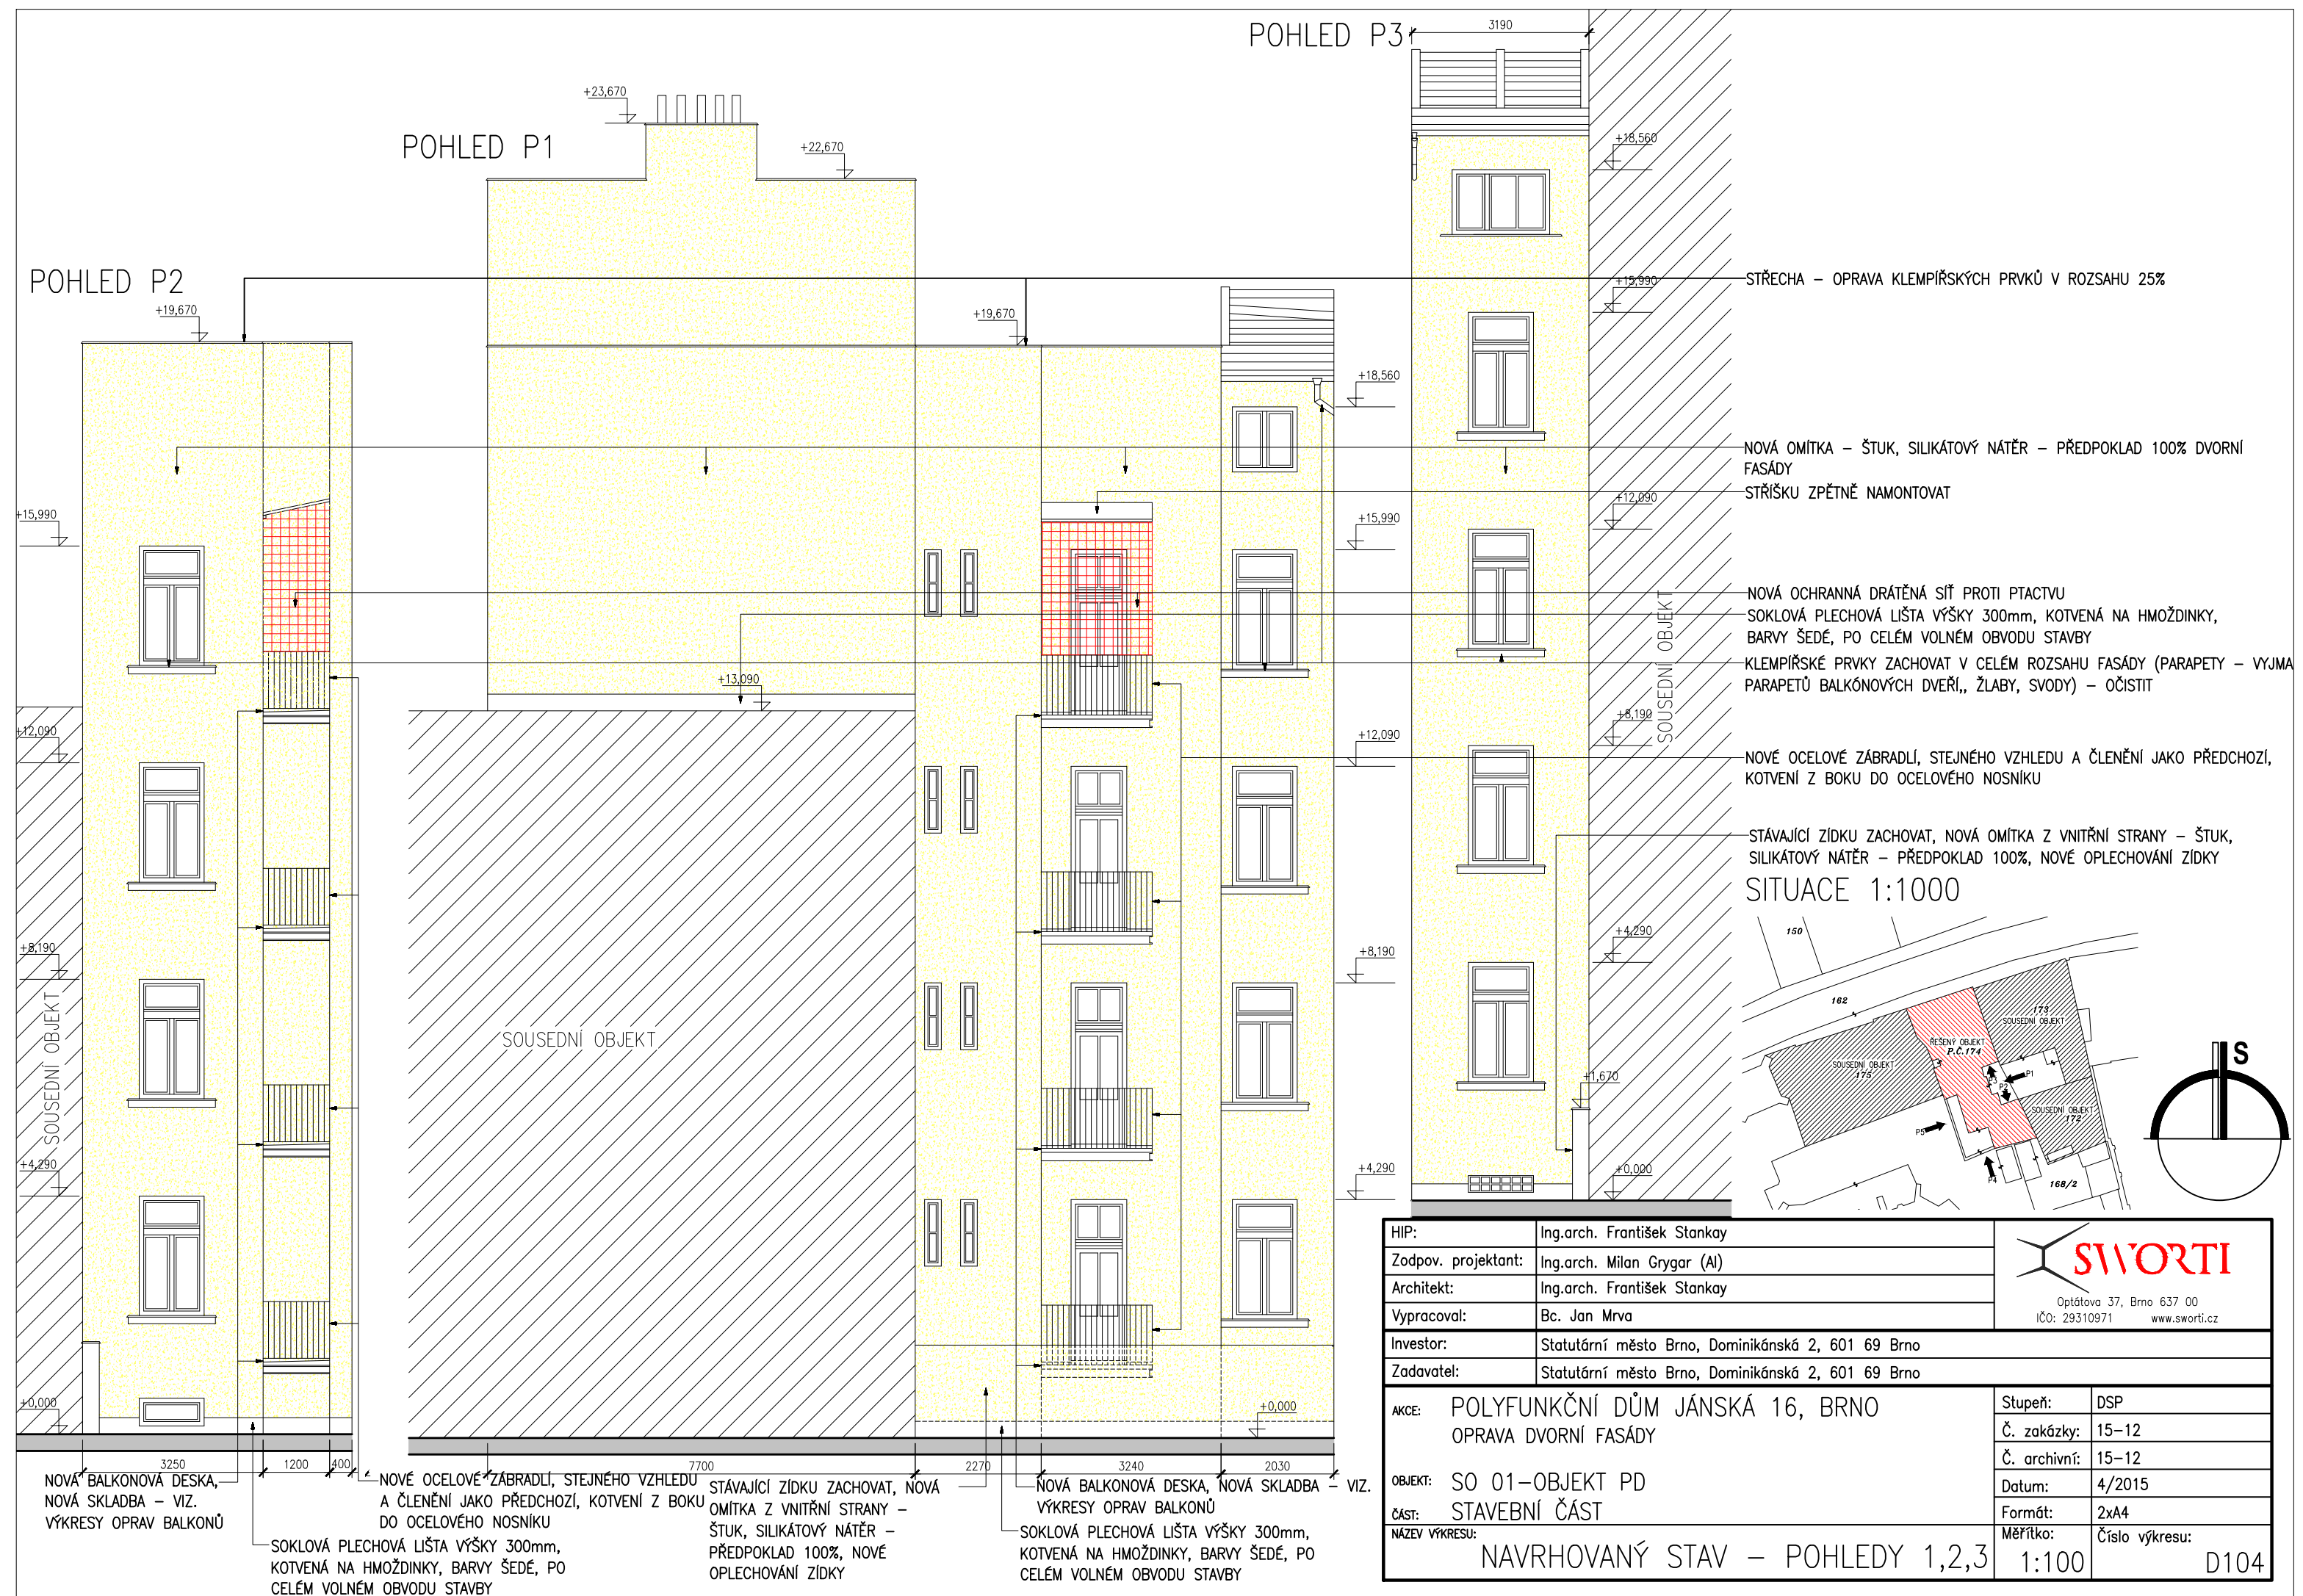 POHLED P3
3190
+23,670
POHLED P1
+22,670
+18,560
POHLED P2
+19,670
+19,670
+15,990
STŘECHA – OPRAVA KLEMPÍŘSKÝCH PRVKŮ V ROZSAHU 25%
+18,560
NOVÁ OMÍTKA – ŠTUK, SILIKÁTOVÝ NÁTĚR – PŘEDPOKLAD 100% DVORNÍ
FASÁDY
STŘÍŠKU ZPĚTNĚ NAMONTOVAT
+15,990
+15,990
+12,090
NOVÁ OCHRANNÁ DRÁTĚNÁ SÍŤ PROTI PTACTVU
SOKLOVÁ PLECHOVÁ LIŠTA VÝŠKY 300mm, KOTVENÁ NA HMOŽDINKY,
BARVY ŠEDÉ, PO CELÉM VOLNÉM OBVODU STAVBY
SOUSEDNÍ OBJEKT
KLEMPÍŘSKÉ PRVKY ZACHOVAT V CELÉM ROZSAHU FASÁDY (PARAPETY – VYJMA
PARAPETŮ BALKÓNOVÝCH DVEŘÍ,, ŽLABY, SVODY) – OČISTIT
+13,090
+12,090
+12,090
+8,190
NOVÉ OCELOVÉ ZÁBRADLÍ, STEJNÉHO VZHLEDU A ČLENĚNÍ JAKO PŘEDCHOZÍ,
KOTVENÍ Z BOKU DO OCELOVÉHO NOSNÍKU
STÁVAJÍCÍ ZÍDKU ZACHOVAT, NOVÁ OMÍTKA Z VNITŘNÍ STRANY – ŠTUK,
SILIKÁTOVÝ NÁTĚR – PŘEDPOKLAD 100%, NOVÉ OPLECHOVÁNÍ ZÍDKY
SITUACE 1:1000
+8,190
+8,190
+4,290
SOUSEDNÍ OBJEKT
SOUSEDNÍ OBJEKT
150
162
173
SOUSEDNÍ OBJEKT
ŘEŠENÝ OBJEKT
P.Č.174
SOUSEDNÍ OBJEKT
175
P1
P3
P2
SOUSEDNÍ OBJEKT
172
P5
P4
168/2
S
+1,670
+4,290
+4,290
+0,000
+0,000
+0,000
3250
1200
400
7700
2270
3240
2030
NOVÁ BALKONOVÁ DESKA,
NOVÁ SKLADBA – VIZ.
VÝKRESY OPRAV BALKONŮ
NOVÉ OCELOVÉ ZÁBRADLÍ, STEJNÉHO VZHLEDU
A ČLENĚNÍ JAKO PŘEDCHOZÍ, KOTVENÍ Z BOKU
DO OCELOVÉHO NOSNÍKU
SOKLOVÁ PLECHOVÁ LIŠTA VÝŠKY 300mm,
KOTVENÁ NA HMOŽDINKY, BARVY ŠEDÉ, PO
CELÉM VOLNÉM OBVODU STAVBY
STÁVAJÍCÍ ZÍDKU ZACHOVAT, NOVÁ
OMÍTKA Z VNITŘNÍ STRANY –
ŠTUK, SILIKÁTOVÝ NÁTĚR –
PŘEDPOKLAD 100%, NOVÉ
OPLECHOVÁNÍ ZÍDKY
NOVÁ BALKONOVÁ DESKA, NOVÁ SKLADBA – VIZ.
VÝKRESY OPRAV BALKONŮ
SOKLOVÁ PLECHOVÁ LIŠTA VÝŠKY 300mm,
KOTVENÁ NA HMOŽDINKY, BARVY ŠEDÉ, PO
CELÉM VOLNÉM OBVODU STAVBY
HIP: Ing.arch. František Stankay
Zodpov. projektant: Ing.arch. Milan Grygar (AI)
Architekt: Ing.arch. František Stankay
Vypracoval: Bc. Jan Mrva
SWORTI
Optátova 37, Brno 637 00
IČO: 29310971 www.sworti.cz
Investor: Statutární město Brno, Dominikánská 2, 601 69 Brno
Zadavatel: Statutární město Brno, Dominikánská 2, 601 69 Brno
AKCE: POLYFUNKČNÍ DŮM JÁNSKÁ 16, BRNO
OPRAVA DVORNÍ FASÁDY
OBJEKT: SO 01–OBJEKT PD
ČÁST: STAVEBNÍ ČÁST
NÁZEV VÝKRESU:
NAVRHOVANÝ STAV – POHLEDY 1,2,3
Stupeň: DSP
Č. zakázky: 15–12
Č. archivní: 15–12
Datum: 4/2015
Formát: 2xA4
Měřítko: 1:100
Číslo výkresu: D104